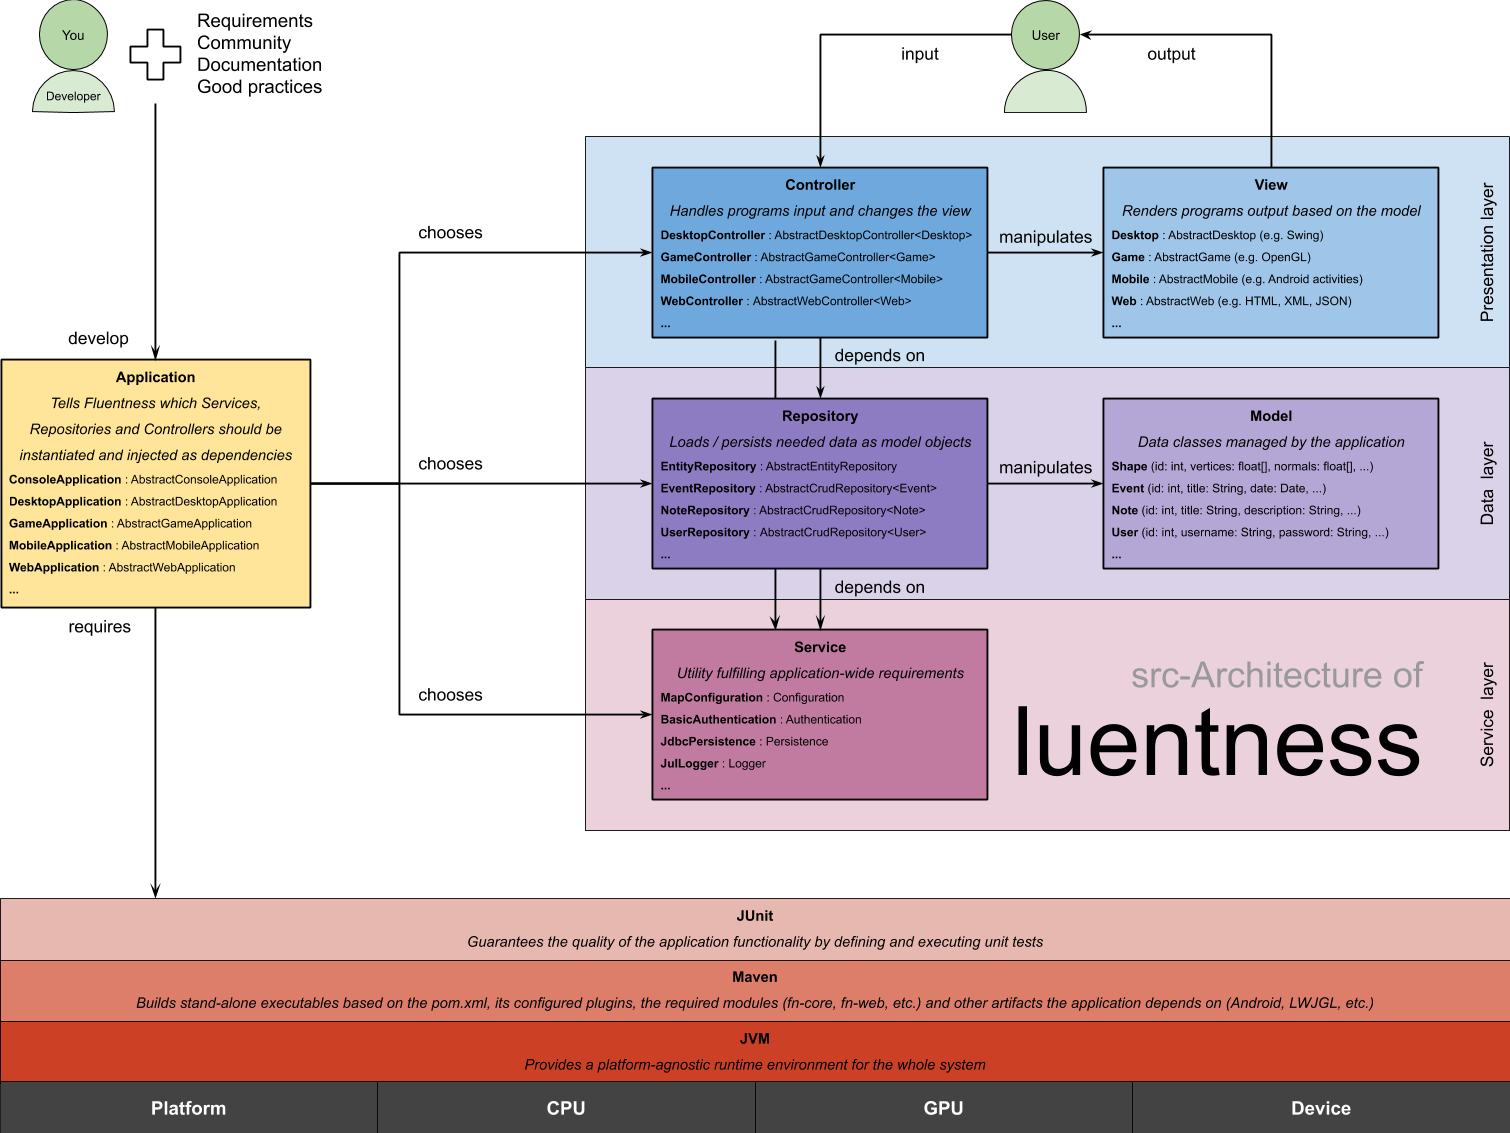 You
Developer
Requirements
Community
Documentation
Good practices
User
input
output
develop
Application
Tells Fluentness which Services,
Repositories and Controllers should be
instantiated and injected as dependencies
ConsoleApplication : AbstractConsoleApplication
DesktopApplication : AbstractDesktopApplication
GameApplication : AbstractGameApplication
MobileApplication : AbstractMobileApplication
WebApplication : AbstractWebApplication
...
requires
chooses
chooses
chooses
Presentation layer
Controller
Handles programs input and changes the view
DesktopController : AbstractDesktopController<Desktop>
GameController : AbstractGameController<Game>
MobileController : AbstractGameController<Mobile>
WebController : AbstractWebController<Web>
...
manipulates
View
Renders programs output based on the model
Desktop : AbstractDesktop (e.g. Swing)
Game : AbstractGame (e.g. OpenGL)
Mobile : AbstractMobile (e.g. Android activities)
Web : AbstractWeb (e.g. HTML, XML, JSON)
...
depends on
Data layer
Repository
Loads / persists needed data as model objects
EntityRepository : AbstractEntityRepository
EventRepository : AbstractCrudRepository<Event>
NoteRepository : AbstractCrudRepository<Note>
UserRepository : AbstractCrudRepository<User>
...
manipulates
Model
Data classes managed by the application
Shape (id: int, vertices: float[], normals: float[], ...)
Event (id: int, title: String, date: Date, ...)
Note (id: int, title: String, description: String, ...)
User (id: int, username: String, password: String, ...)
...
depends on
Service layer
Service
Utility fulfilling application-wide requirements
MapConfiguration : Configuration
BasicAuthentication : Authentication
JdbcPersistence : Persistence
JulLogger : Logger
...
src-Architecture of
luentness
JUnit
Guarantees the quality of the application functionality by defining and executing unit tests
Maven
Builds stand-alone executables based on the pom.xml, its configured plugins, the required modules (fn-core, fn-web, etc.) and other artifacts the application depends on (Android, LWJGL, etc.)
JVM
Provides a platform-agnostic runtime environment for the whole system
Platform
CPU
GPU
Device